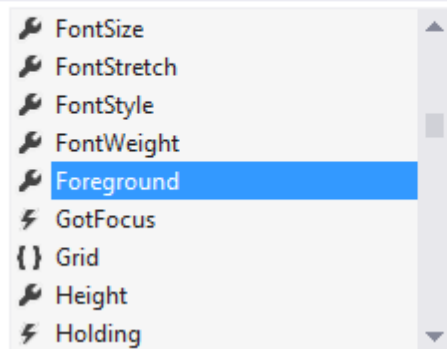 FontSize
FontStretch
FontStyle
FontWeight
Foreground
GotFocus
{ } Grid
Height
Holding